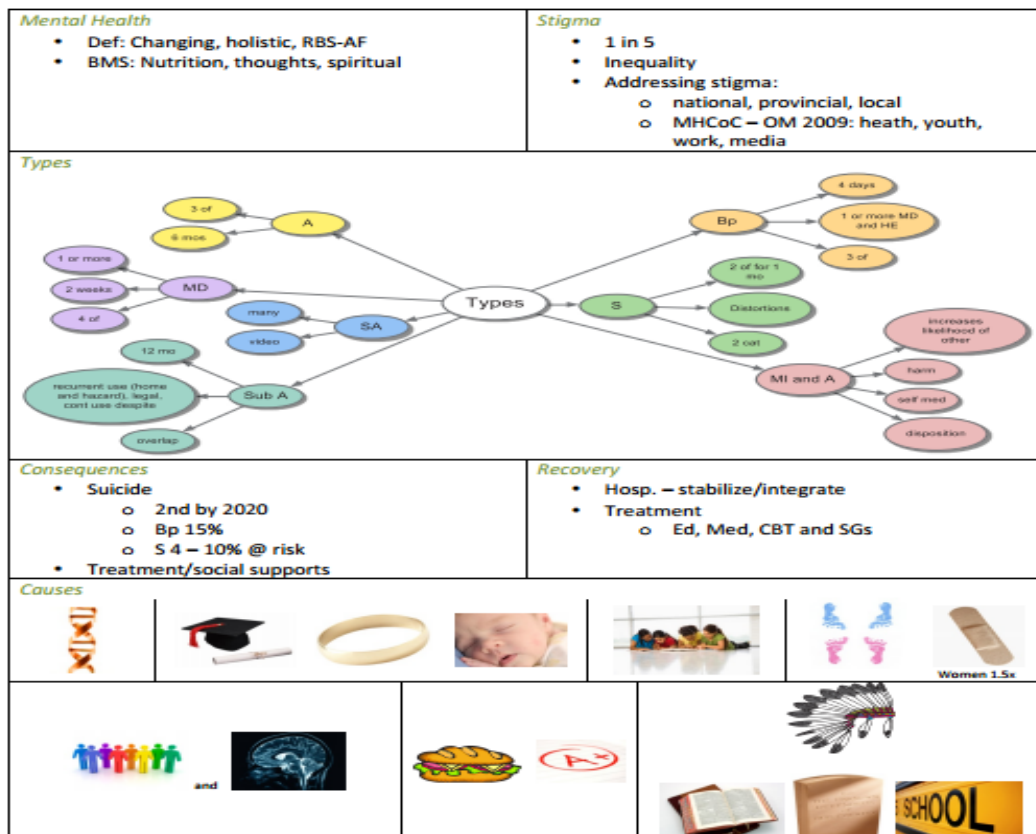 Mental Health
• Def: Changing, holistic, RBS-AF
• BMS: Nutrition, thoughts, spiritual
Stigma
• 1 in 5
• Inequality
• Addressing stigma:
o national, provincial, local
o MHCoC – OM 2009: heath, youth,
work, media
Types
3 of
6 mos
A
1 or more
2 weeks
4 of
MD
many
video
SA
12 mo
recurrent use (home
and hazard), legal,
cont use despite
overlap
Sub A
Types
Bp
4 days
1 or more MD
and HE
3 of
S
2 of for 1
mo
Distortions
2 cat
MI and A
increases
likelihood of
other
harm
self med
disposition
Consequences
• Suicide
o 2nd by 2020
o Bp 15%
o S 4 – 10% @ risk
• Treatment/social supports
Recovery
• Hosp. – stabilize/integrate
• Treatment
o Ed, Med, CBT and SGs
Causes
Women 1.5x
and
A+
SCHOOL